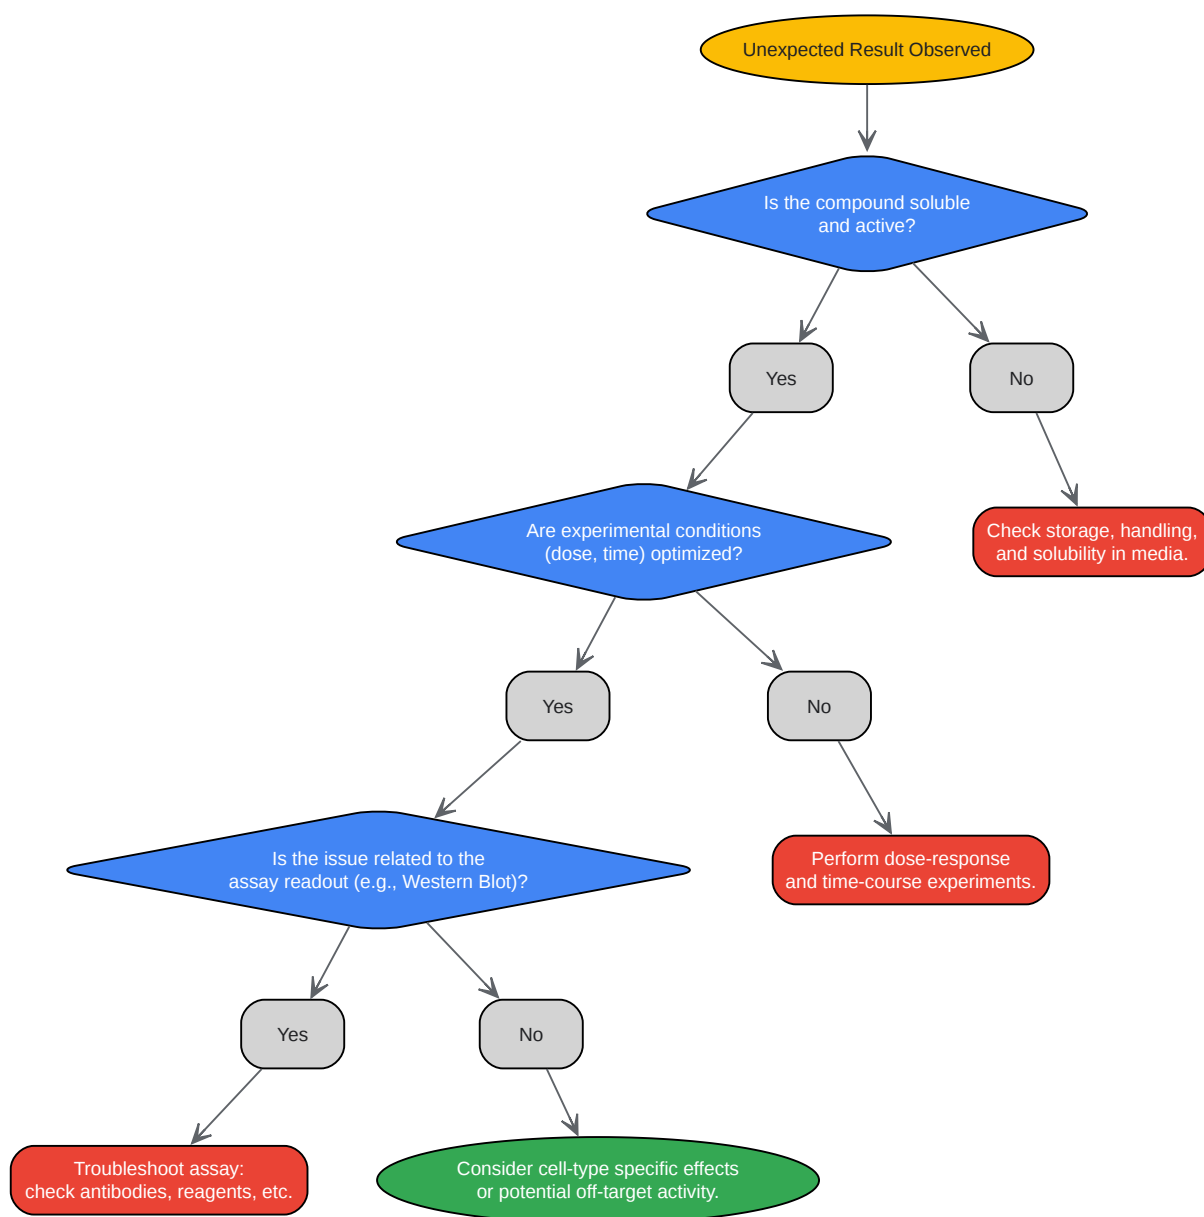 Unexpected Result Observed
Is the compound soluble
and active?
Yes
No
Are experimental conditions
(dose, time) optimized?
Check storage, handling,
and solubility in media.
Yes
No
Is the issue related to the
assay readout (e.g., Western Blot)?
Perform dose-response
and time-course experiments.
Yes
No
Troubleshoot assay:
check antibodies, reagents, etc.
Consider cell-type specific effects
or potential off-target activity.